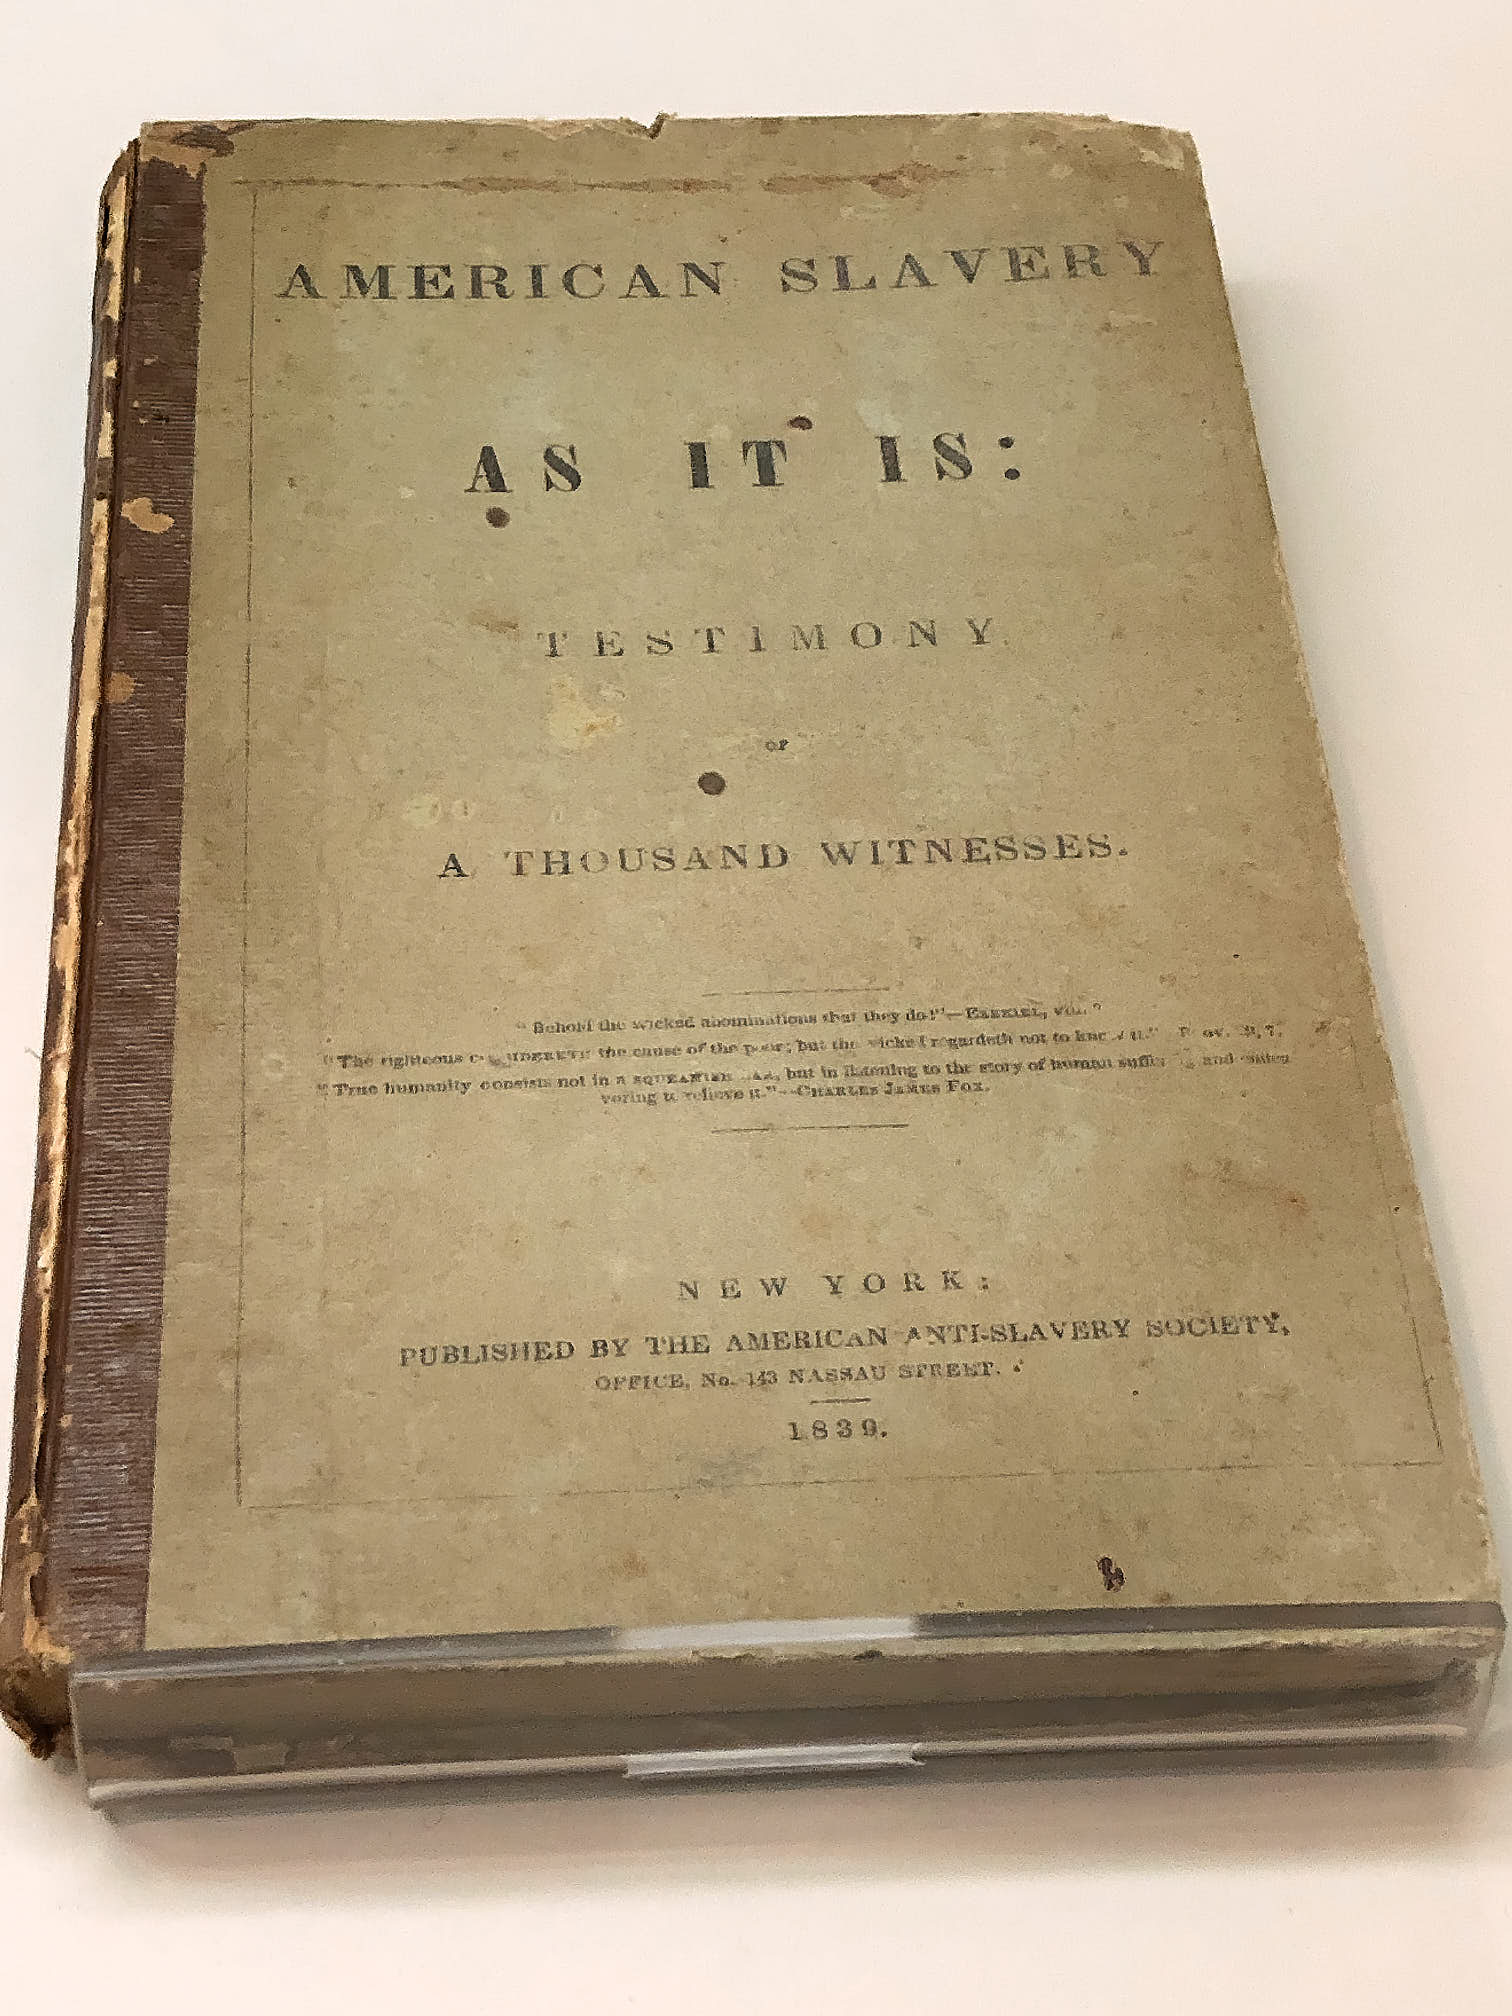 AMERICAN SLAVERY
AS IT IS:
TESTIMONY
OF
A THOUSAND WITNESSES.
"Behold the wicked abominations that they do!"—EZEKIEL, viii.
"The righteous the cause of the poor; but the wicked regardeth not to 7.
"True humanity consists not in a but in listening to the story of human and
voring to relieve it."—CHARLES JAMES FOX.
NEW YORK:
PUBLISHED BY THE AMERICAN ANTI-SLAVERY SOCIETY,
OFFICE, No. 143 NASSAU STREET.
1839.